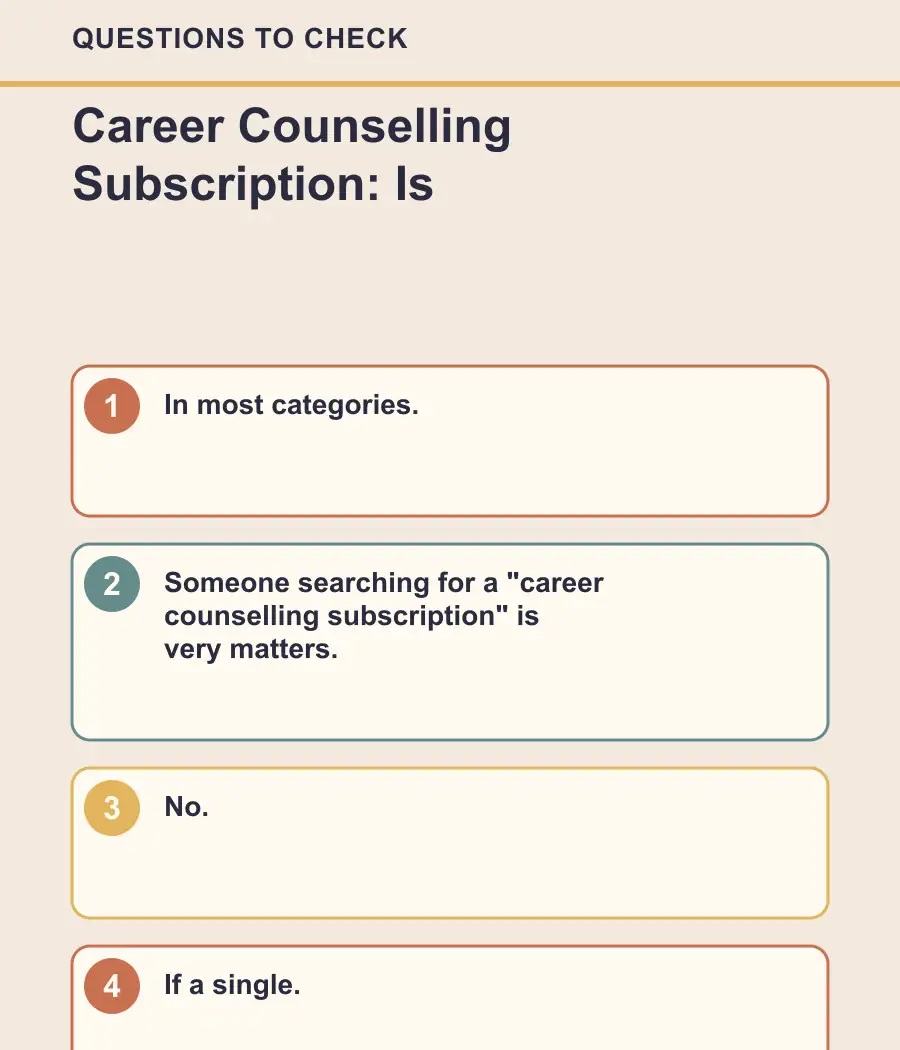 QUESTIONS TO CHECK
Career Counselling
Subscription: Is
1
In most categories.
2
Someone searching for a "career
counselling subscription" is
very matters.
3
No.
4
If a single.